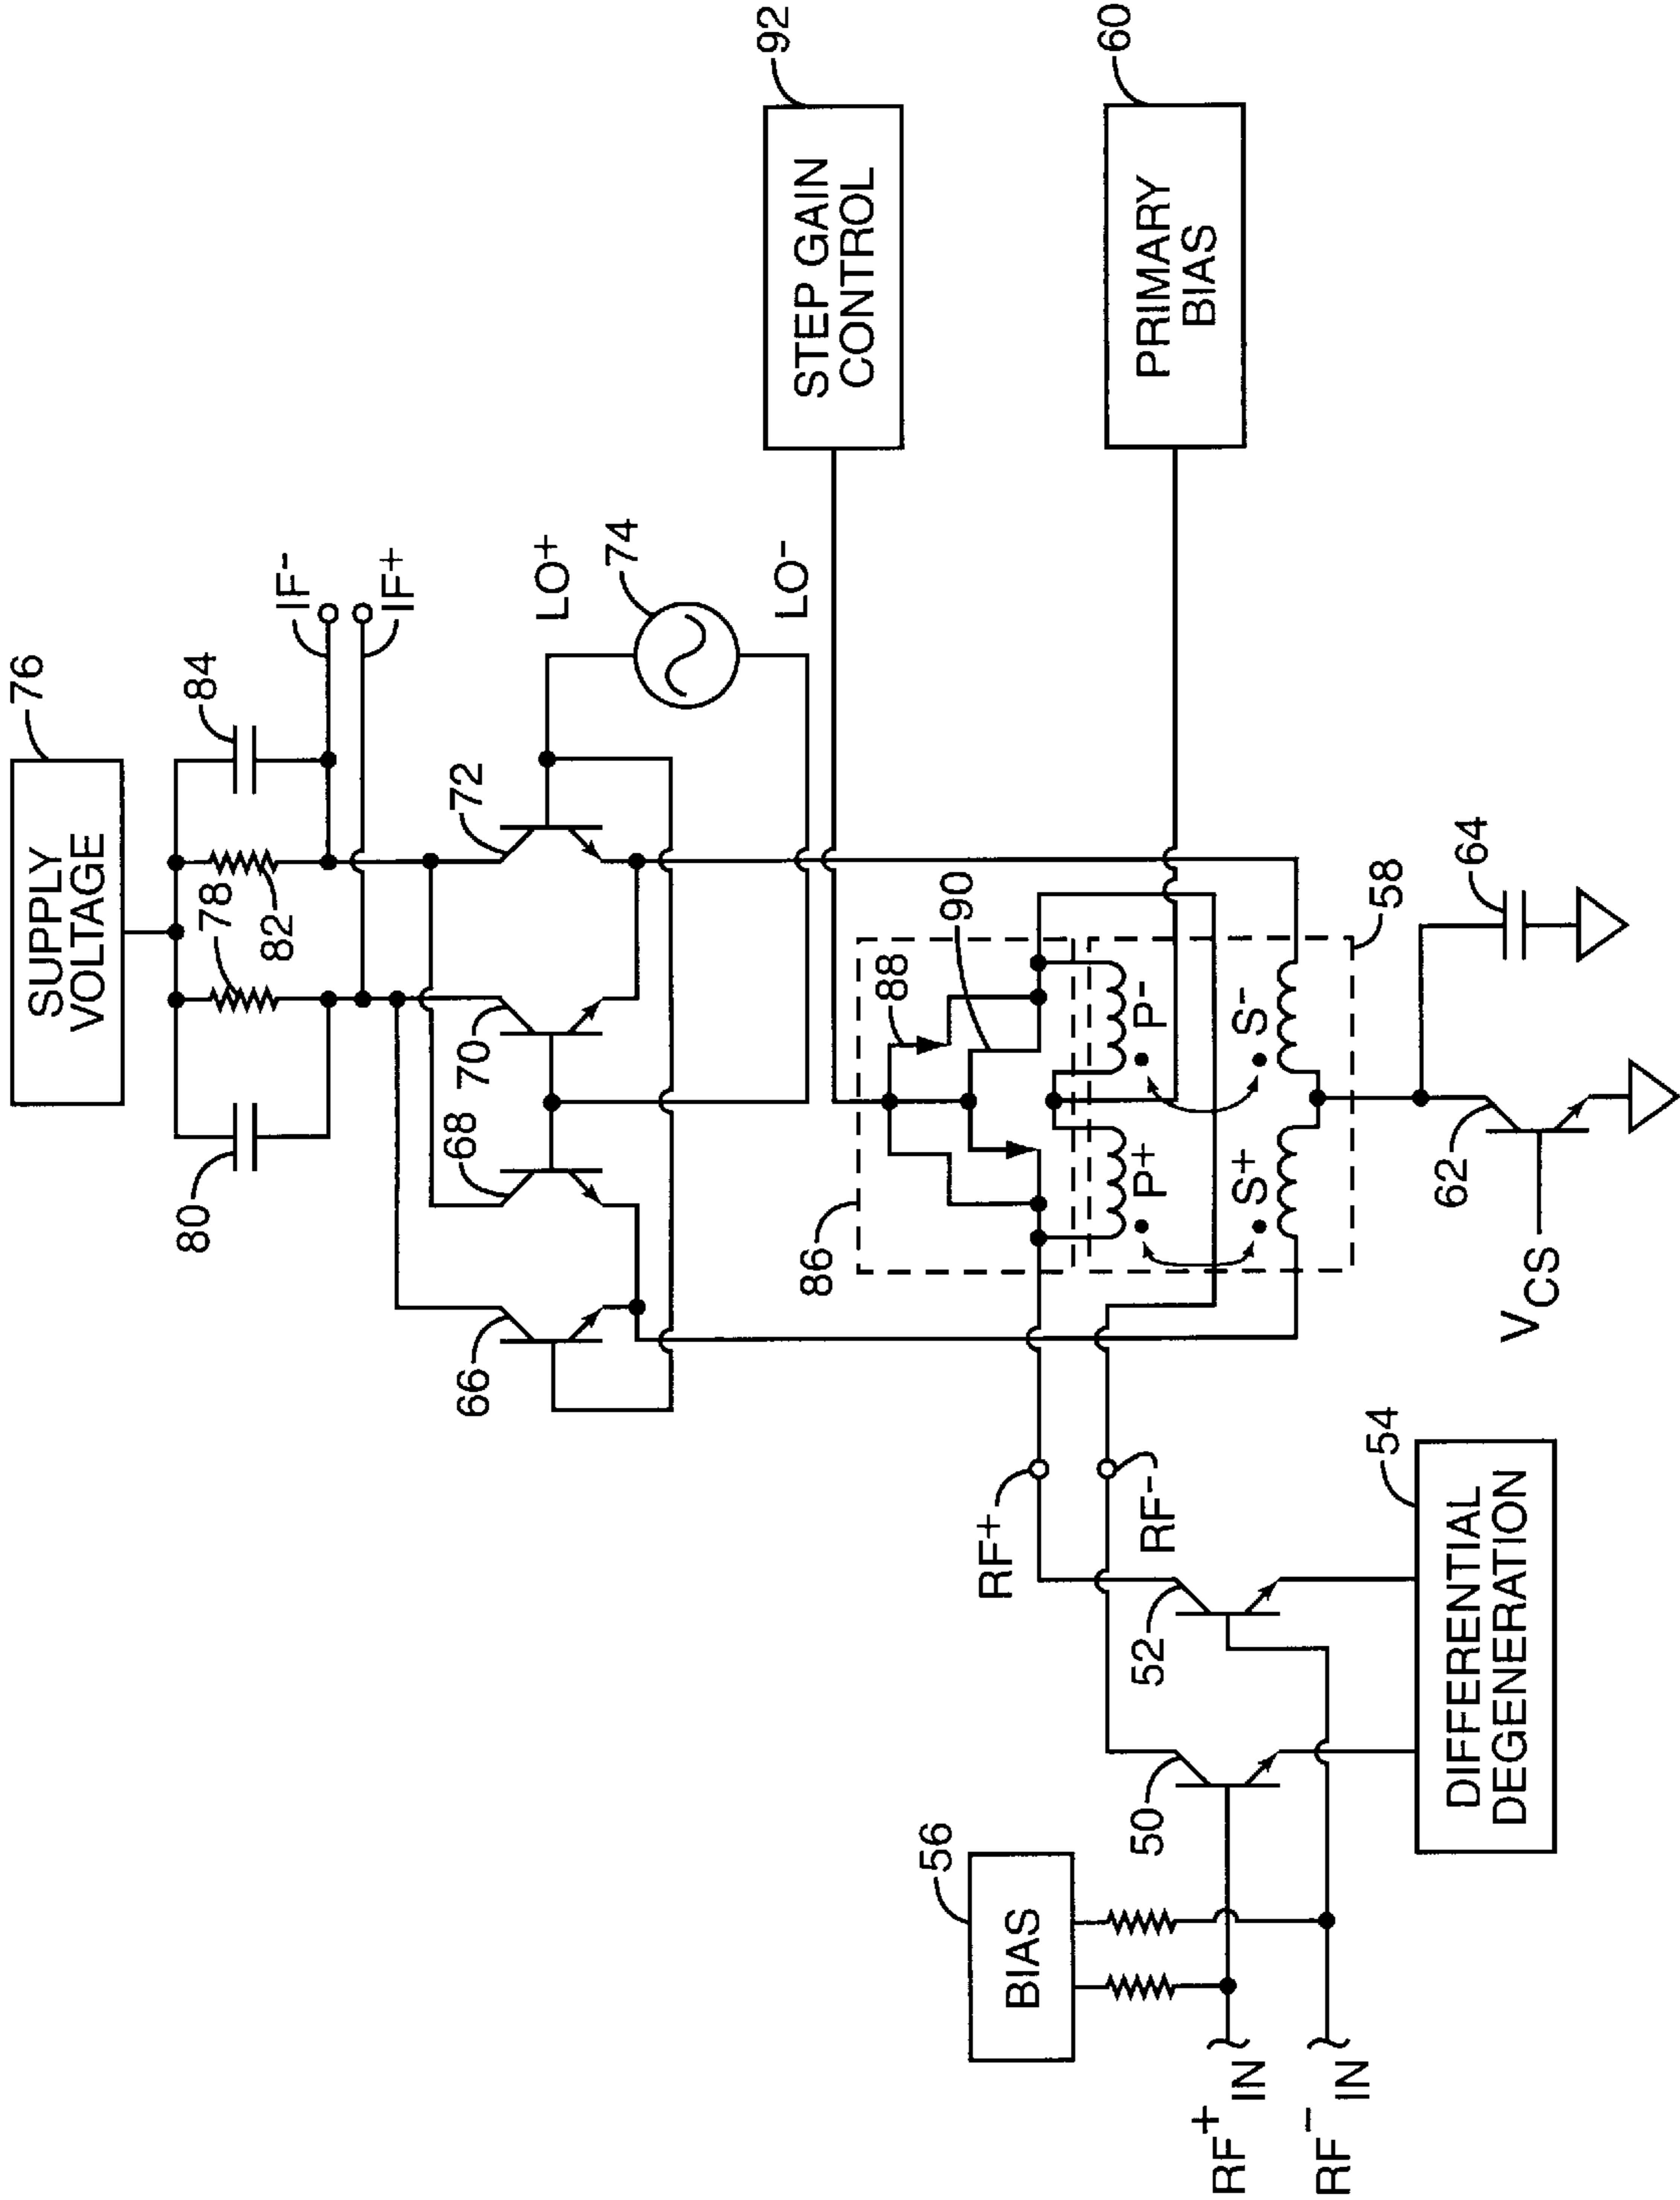 76
SUPPLY
VOLTAGE
80
78
82
84
IF-
IF+
66
68
70
72
LO+
74
LO-
92
STEP GAIN
CONTROL
86
88
90
60
PRIMARY
BIAS
P+
P-
S+
S-
58
RF+
RF-
62
64
VCS
56
BIAS
50
52
54
DIFFERENTIAL
DEGENERATION
RF+ IN
RF- IN